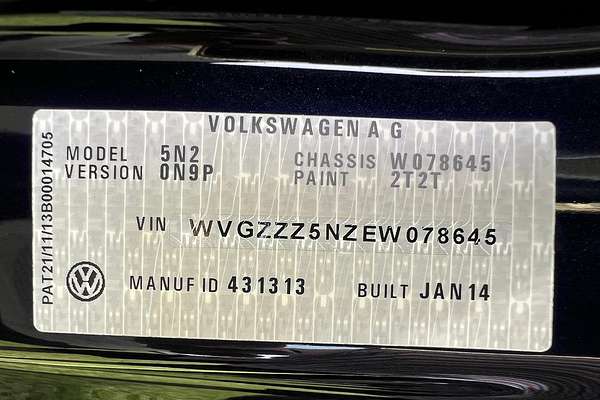 VOLKSWAGEN A G
MODEL 5N2 CHASSIS W078645
VERSION 0N9P PAINT 2T2T
VIN WVGZZZ5NZEW078645
MANUF ID 431313 BUILT JAN14
PAT21/11/13B00014705